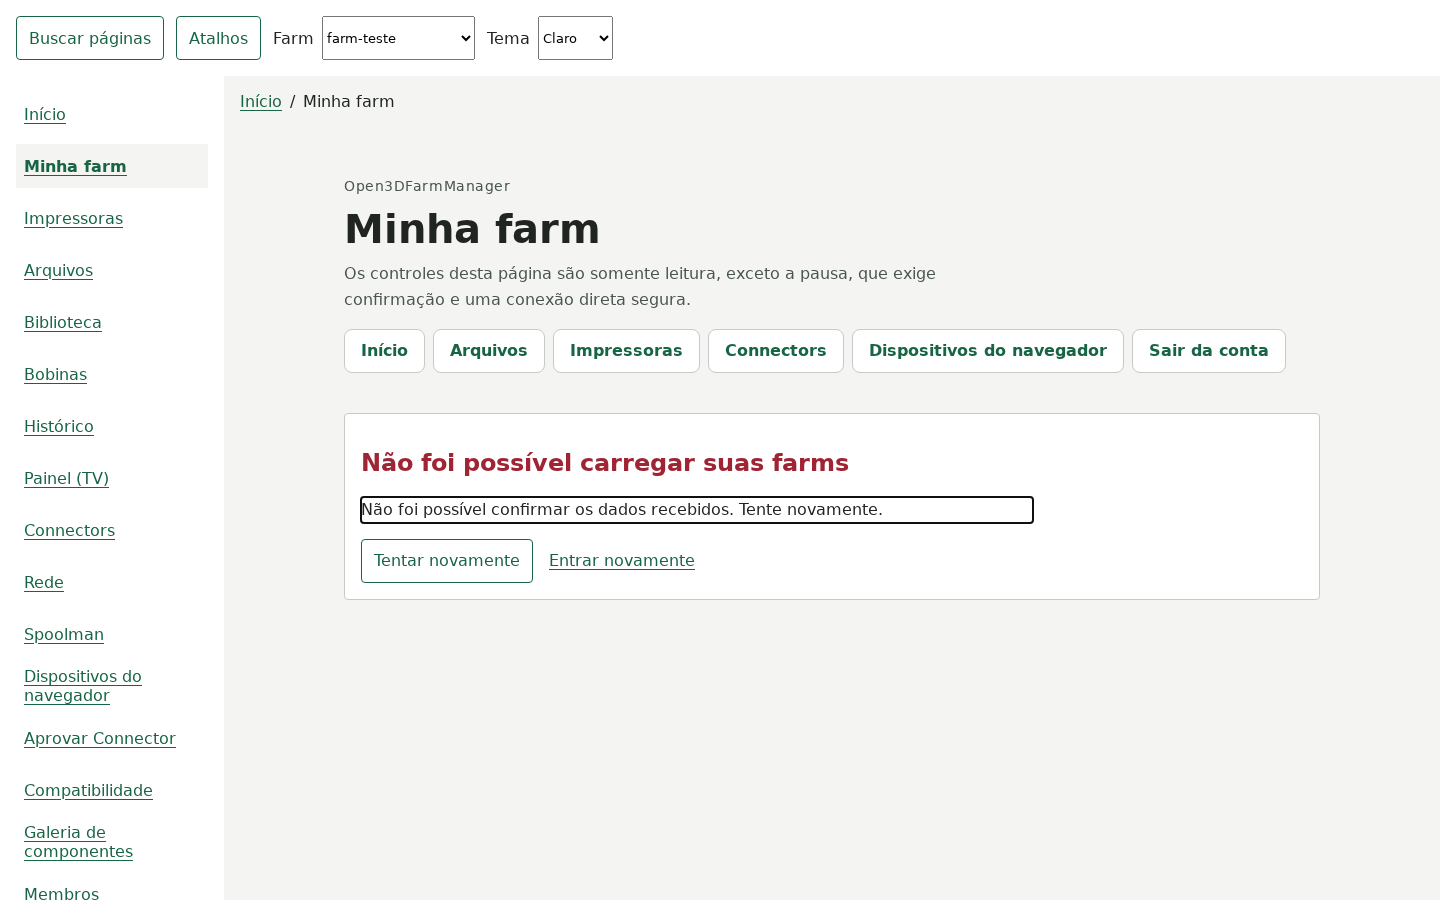 Buscar páginas
Atalhos
Farm
farm-teste
Tema
Claro
Início
Minha farm
Impressoras
Arquivos
Biblioteca
Bobinas
Histórico
Painel (TV)
Connectors
Rede
Spoolman
Dispositivos do
navegador
Aprovar Connector
Compatibilidade
Galeria de
componentes
Membros
Início / Minha farm
Open3DFarmManager
Minha farm
Os controles desta página são somente leitura, exceto a pausa, que exige
confirmação e uma conexão direta segura.
Início
Arquivos
Impressoras
Connectors
Dispositivos do navegador
Sair da conta
Não foi possível carregar suas farms
Não foi possível confirmar os dados recebidos. Tente novamente.
Tentar novamente
Entrar novamente